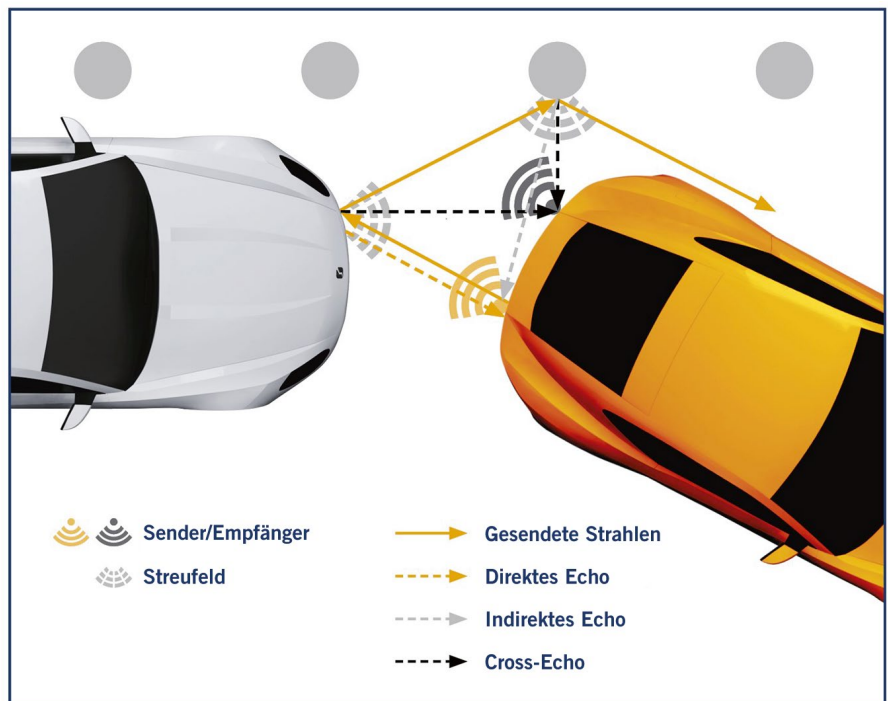 Sender/Empfänger
Streufeld
Gesendete Strahlen
Direktes Echo
Indirektes Echo
Cross-Echo